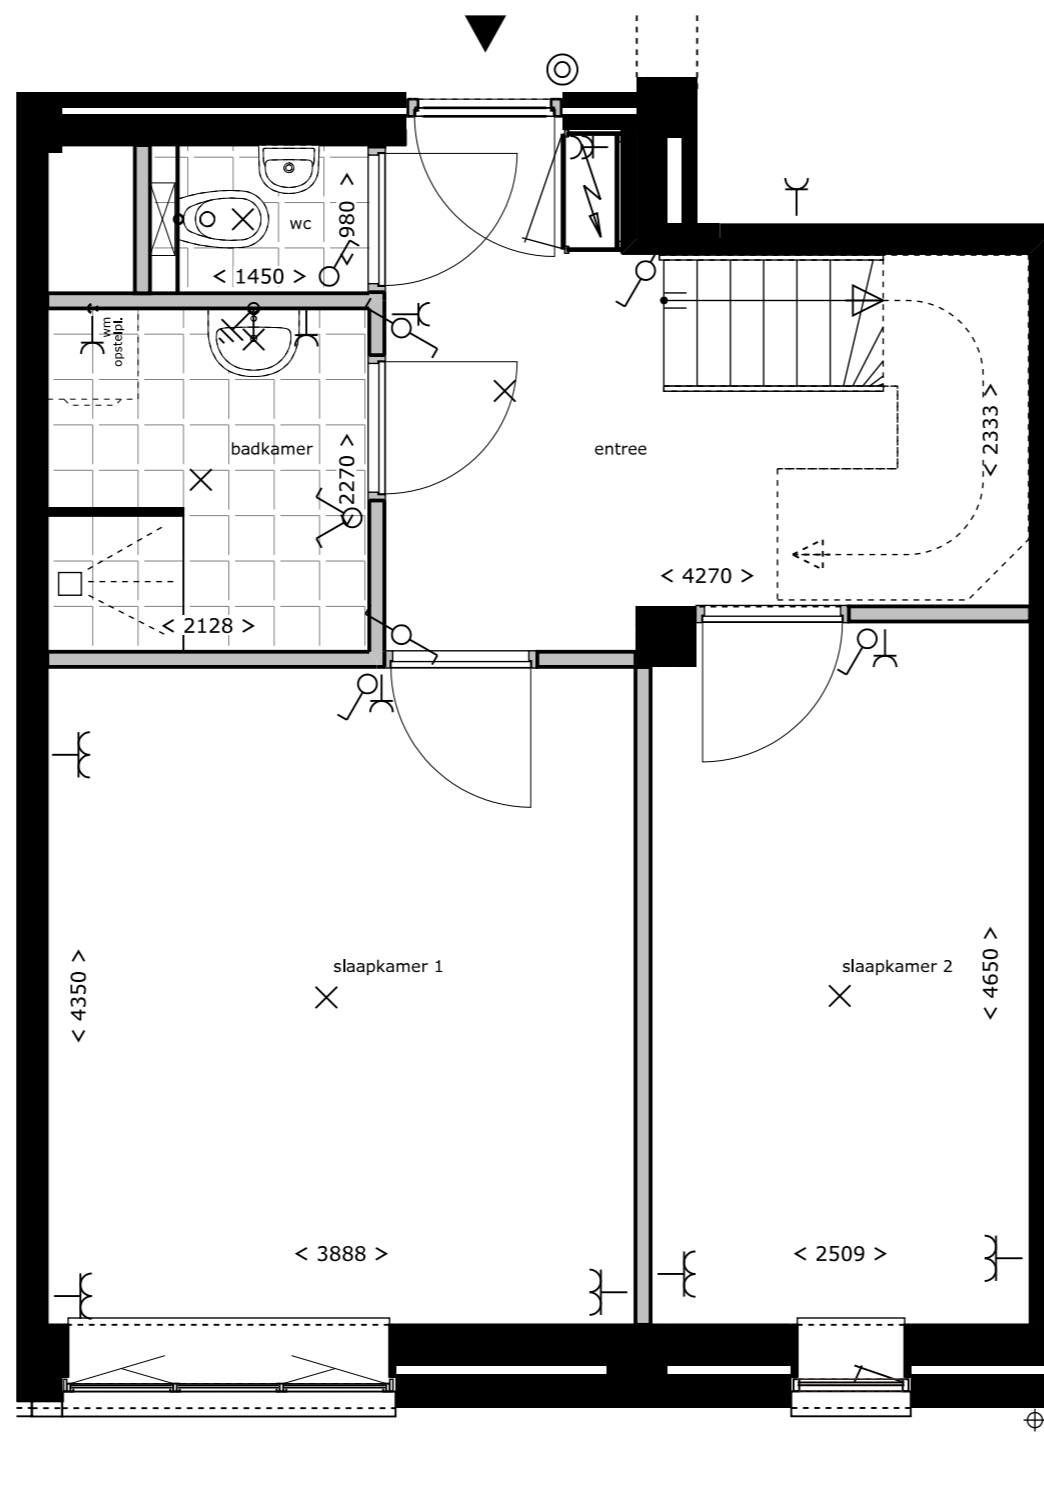 wc
< 980 >
< 1450 >
wm
opstelpl.
badkamer
< 2270 >
entree
< 2333 >
< 4270 >
< 2128 >
slaapkamer 1
slaapkamer 2
< 4350 >
< 4650 >
< 3888 >
< 2509 >